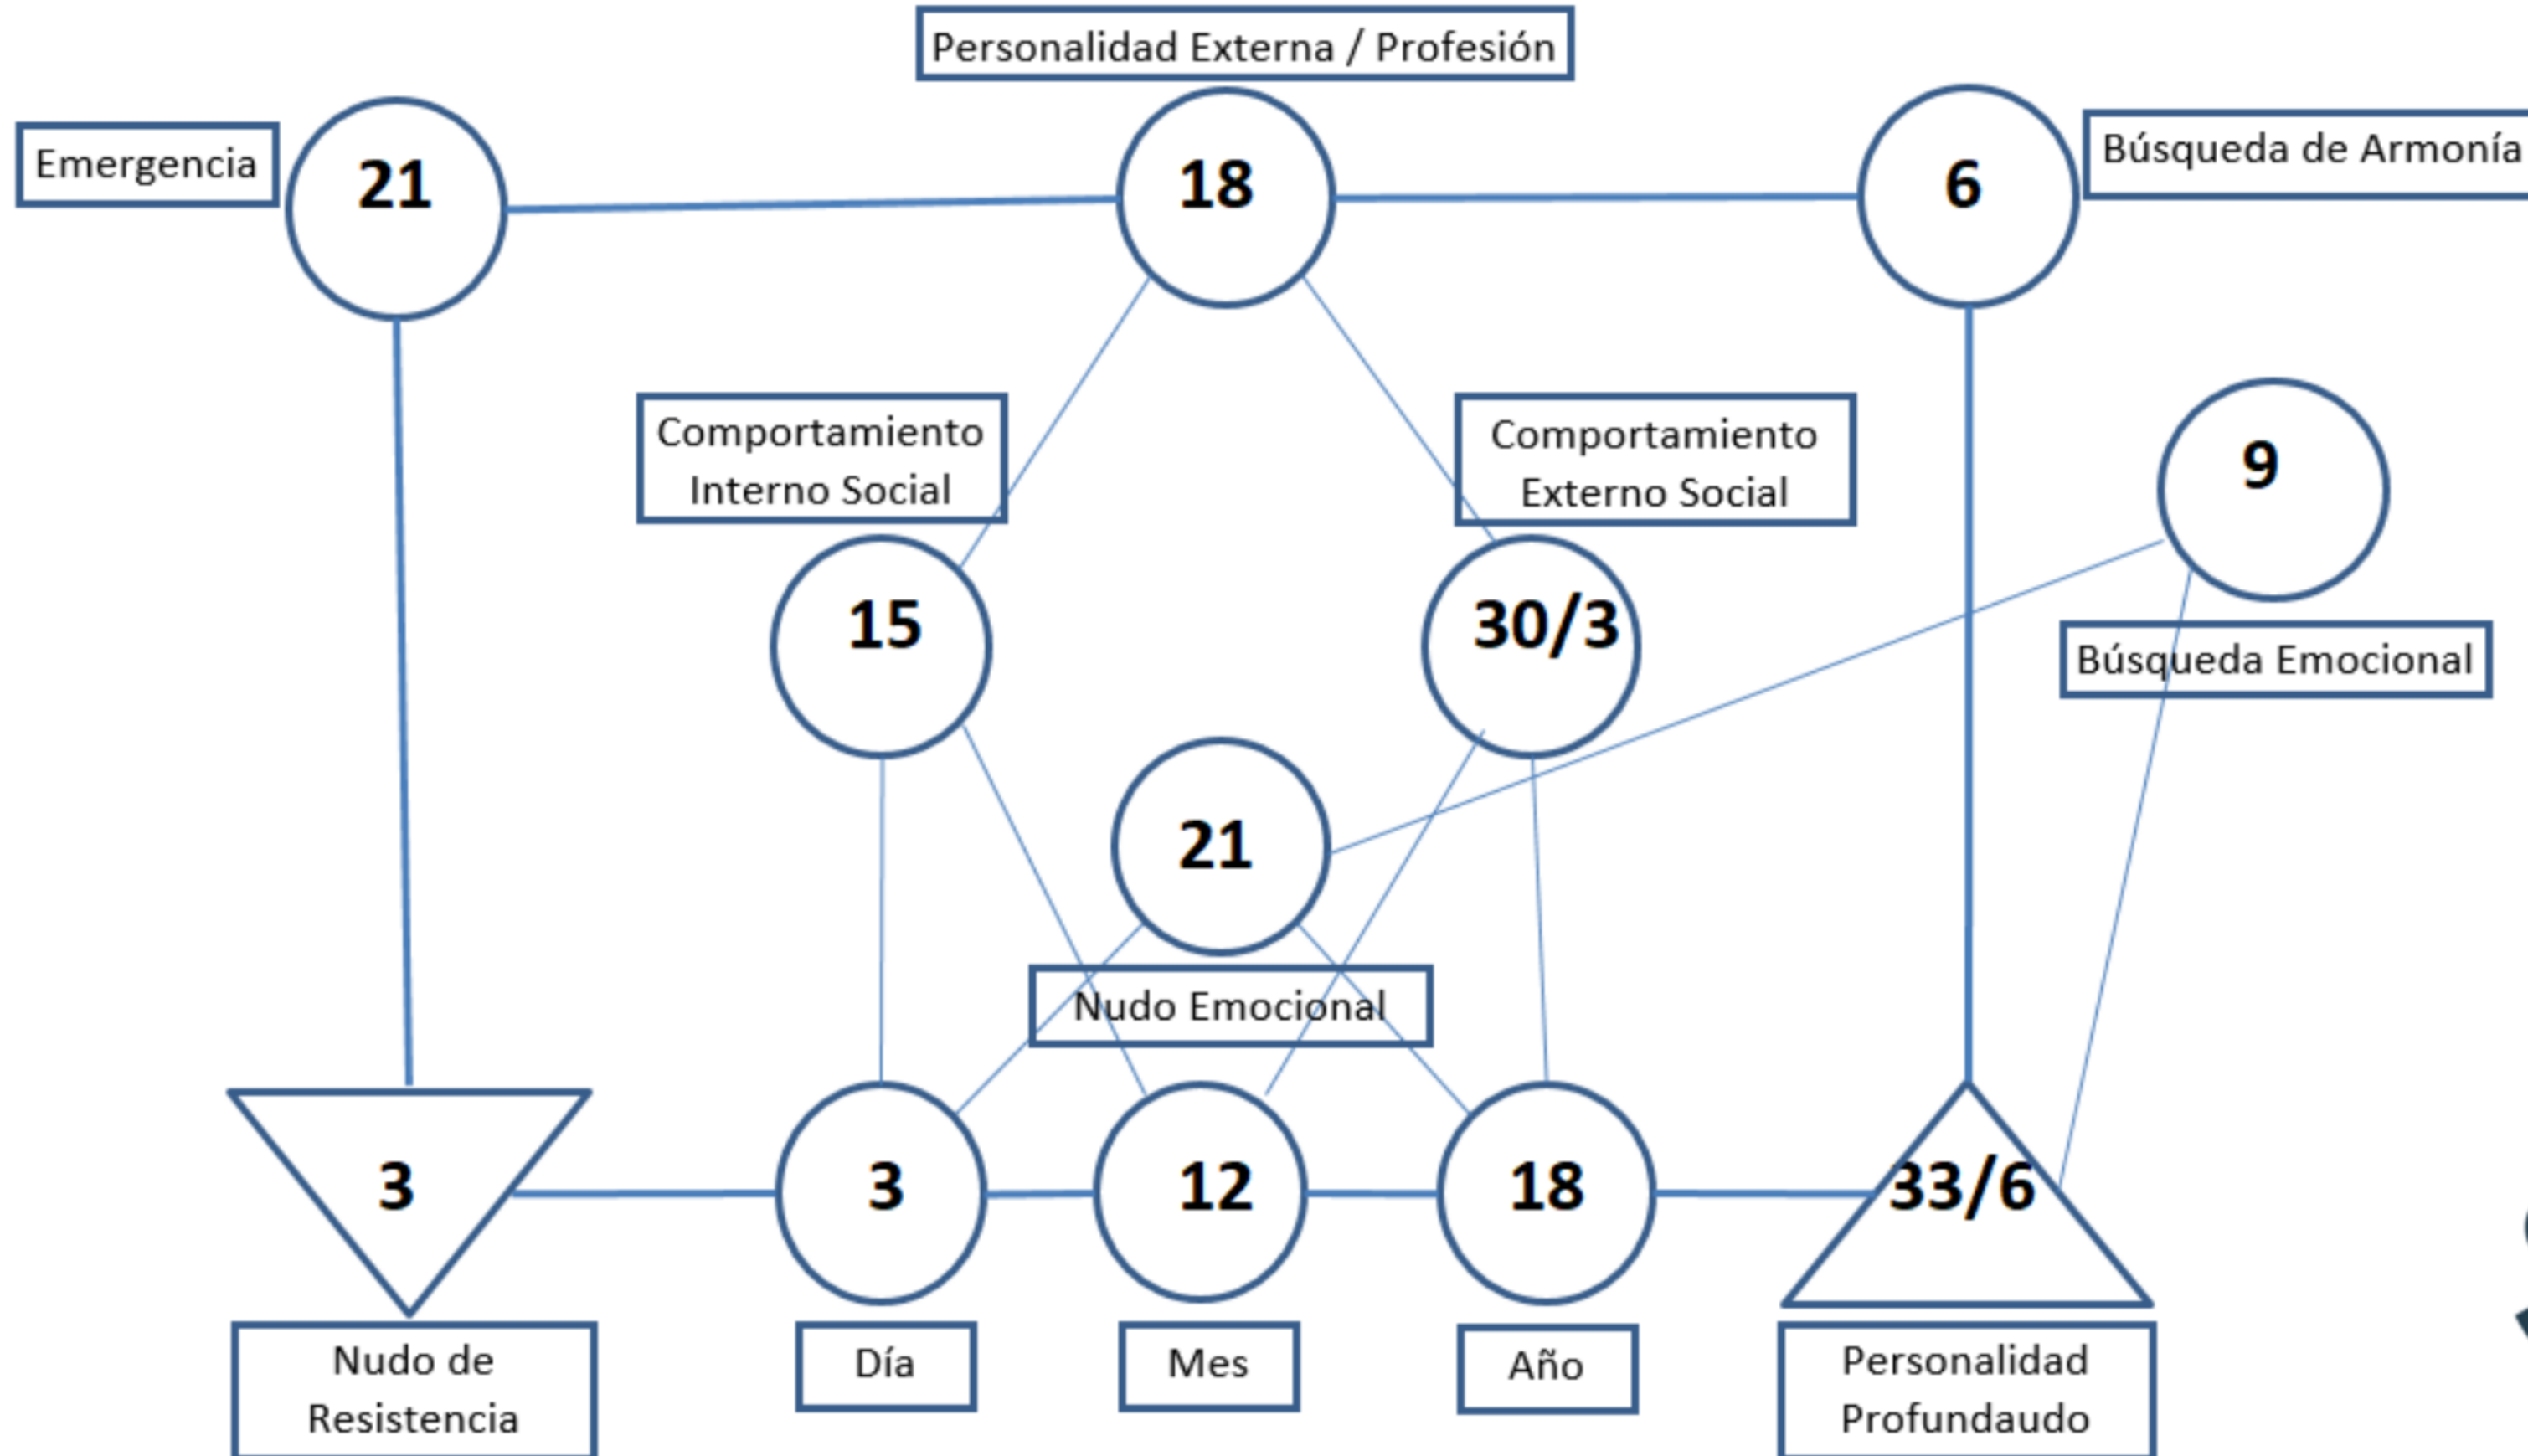 Personalidad Externa / Profesión
Emergencia
21
18
6
Búsqueda de Armonía
Comportamiento
Interno Social
Comportamiento
Externo Social
9
15
30/3
Búsqueda Emocional
21
Nudo Emocional
3
3
12
18
33/6
Nudo de
Resistencia
Día
Mes
Año
Personalidad
Profundaudo